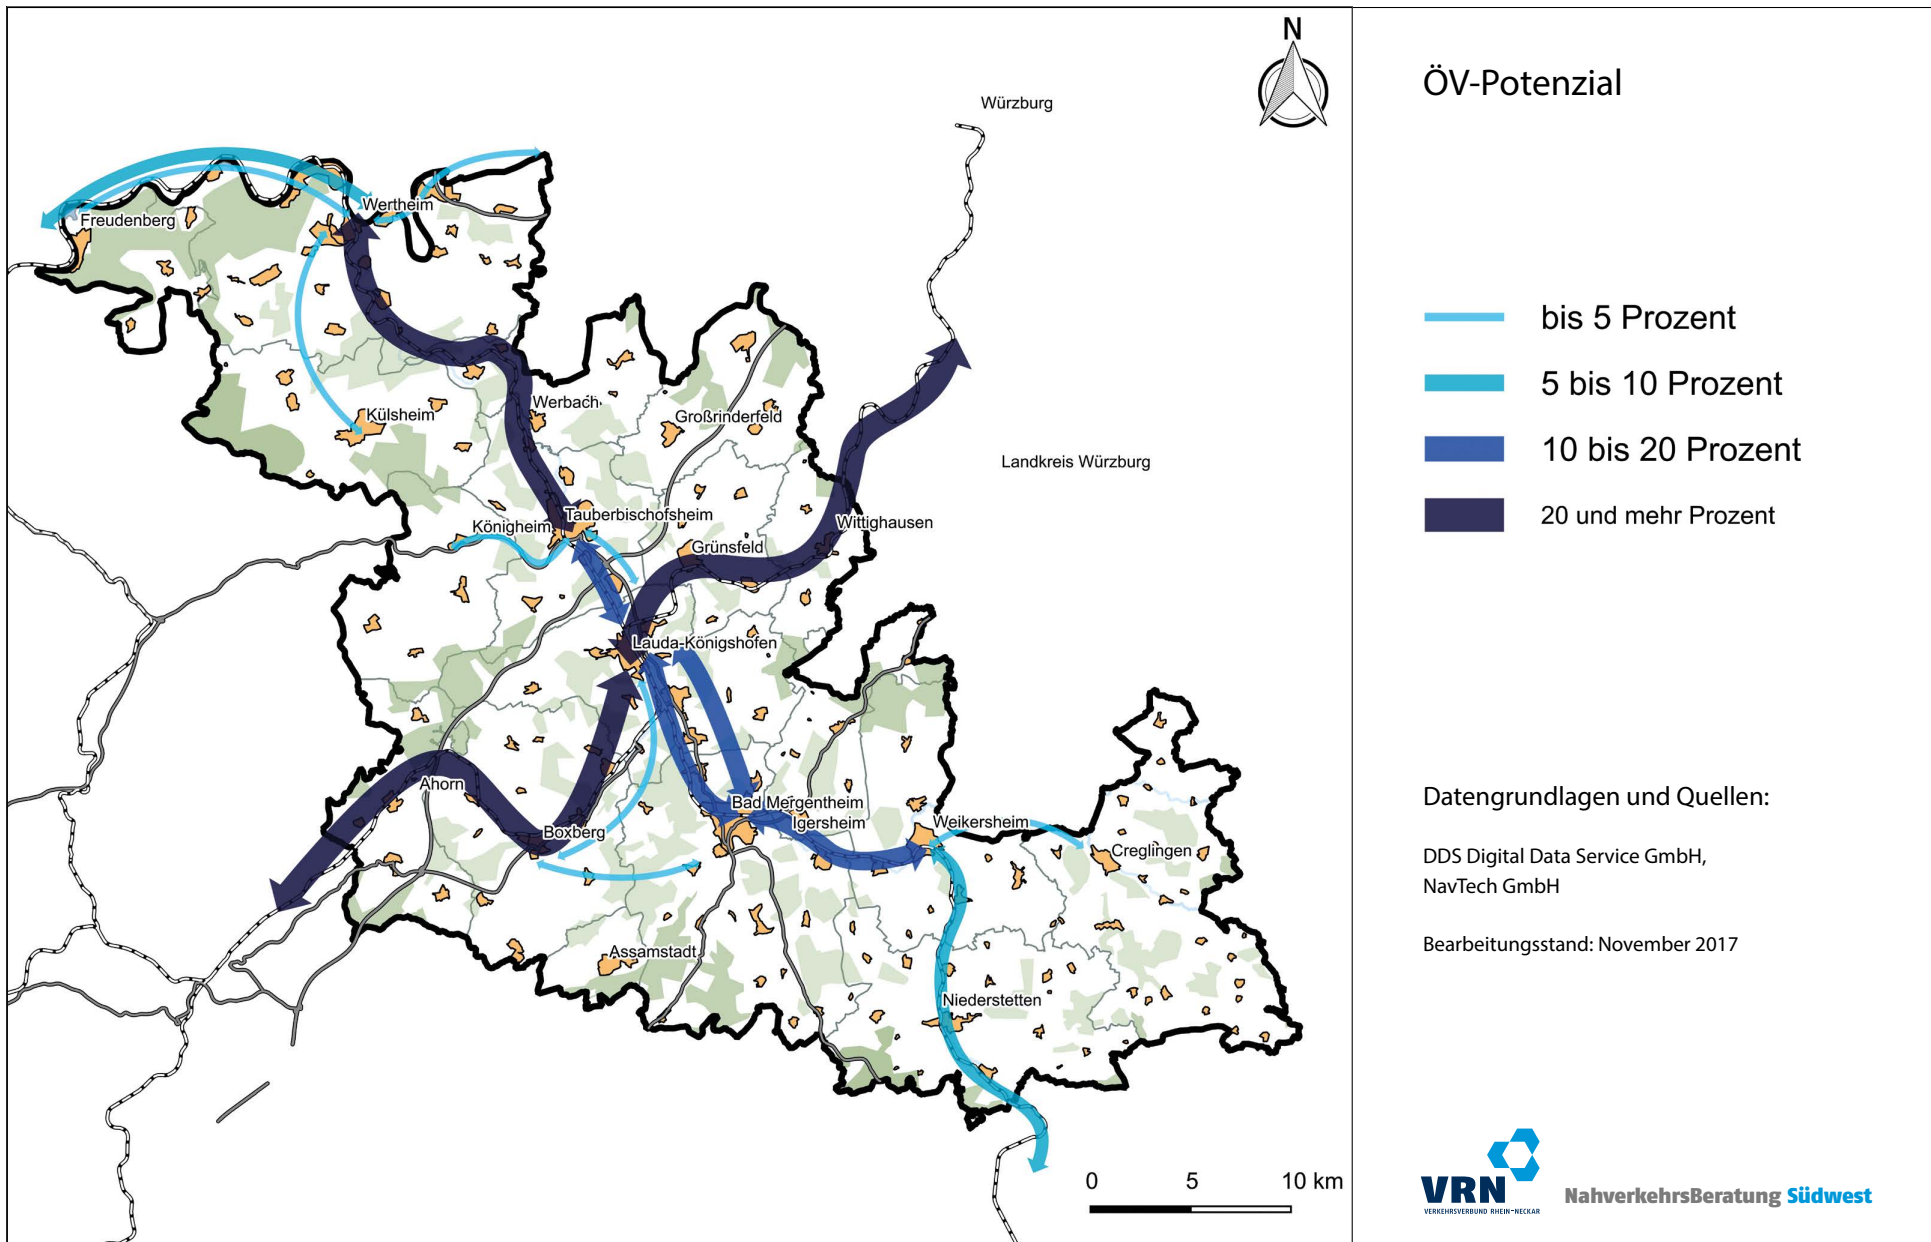 N
Würzburg
Freudenberg
Wertheim
Külsheim
Werbach
Großrinderfeld
Landkreis Würzburg
Königheim
Tauberbischofsheim
Wittighausen
Grünsfeld
Lauda-Königshofen
Ahorn
Boxberg
Bad Mergentheim
Igersheim
Weikersheim
Creglingen
Assamstadt
Niederstetten
0 5 10 km
ÖV-Potenzial
bis 5 Prozent
5 bis 10 Prozent
10 bis 20 Prozent
20 und mehr Prozent
Datengrundlagen und Quellen:
DDS Digital Data Service GmbH,
NavTech GmbH
Bearbeitungsstand: November 2017
VRN
VERKEHRSVERBUND RHEIN-NECKAR
NahverkehrsBeratung Südwest